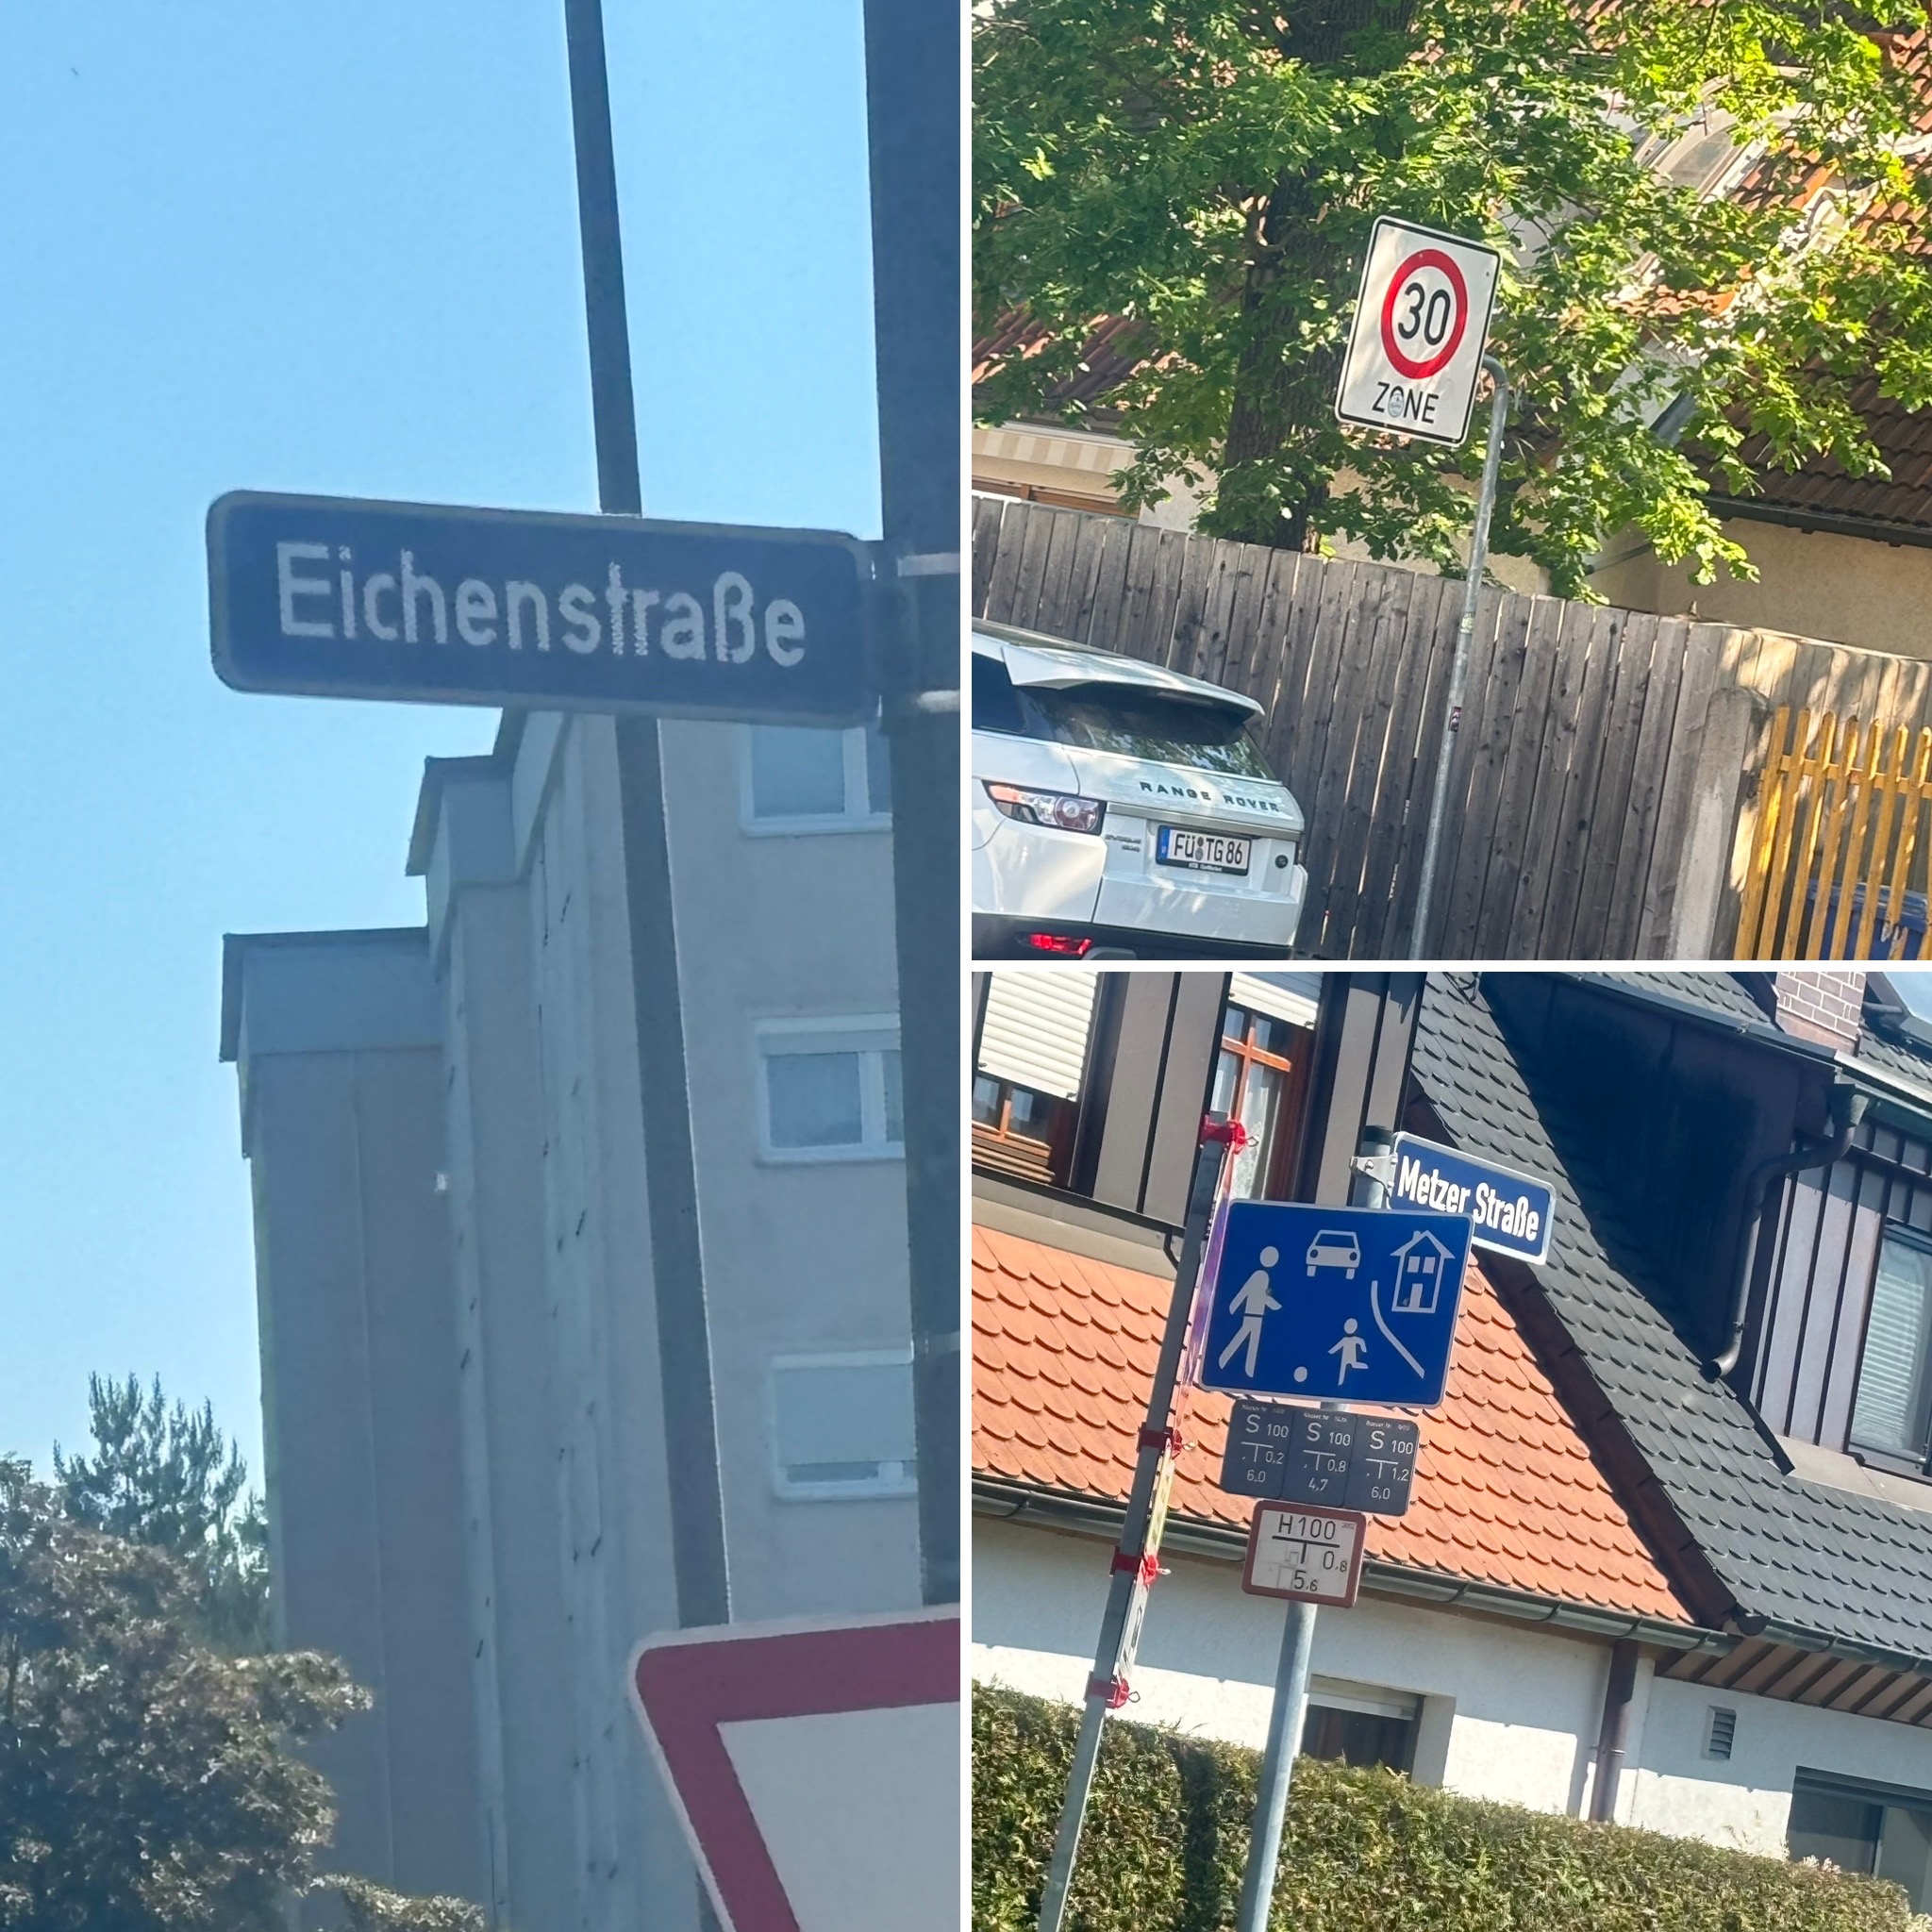 Eichenstraße
30
ZONE
RANGE ROVER
FÜ TG 86
Metzer Straße
S 100
T 0,2
6,0
S 100
T 0,8
4,7
S 100
T 1,2
6,0
H100
0,8
5,6